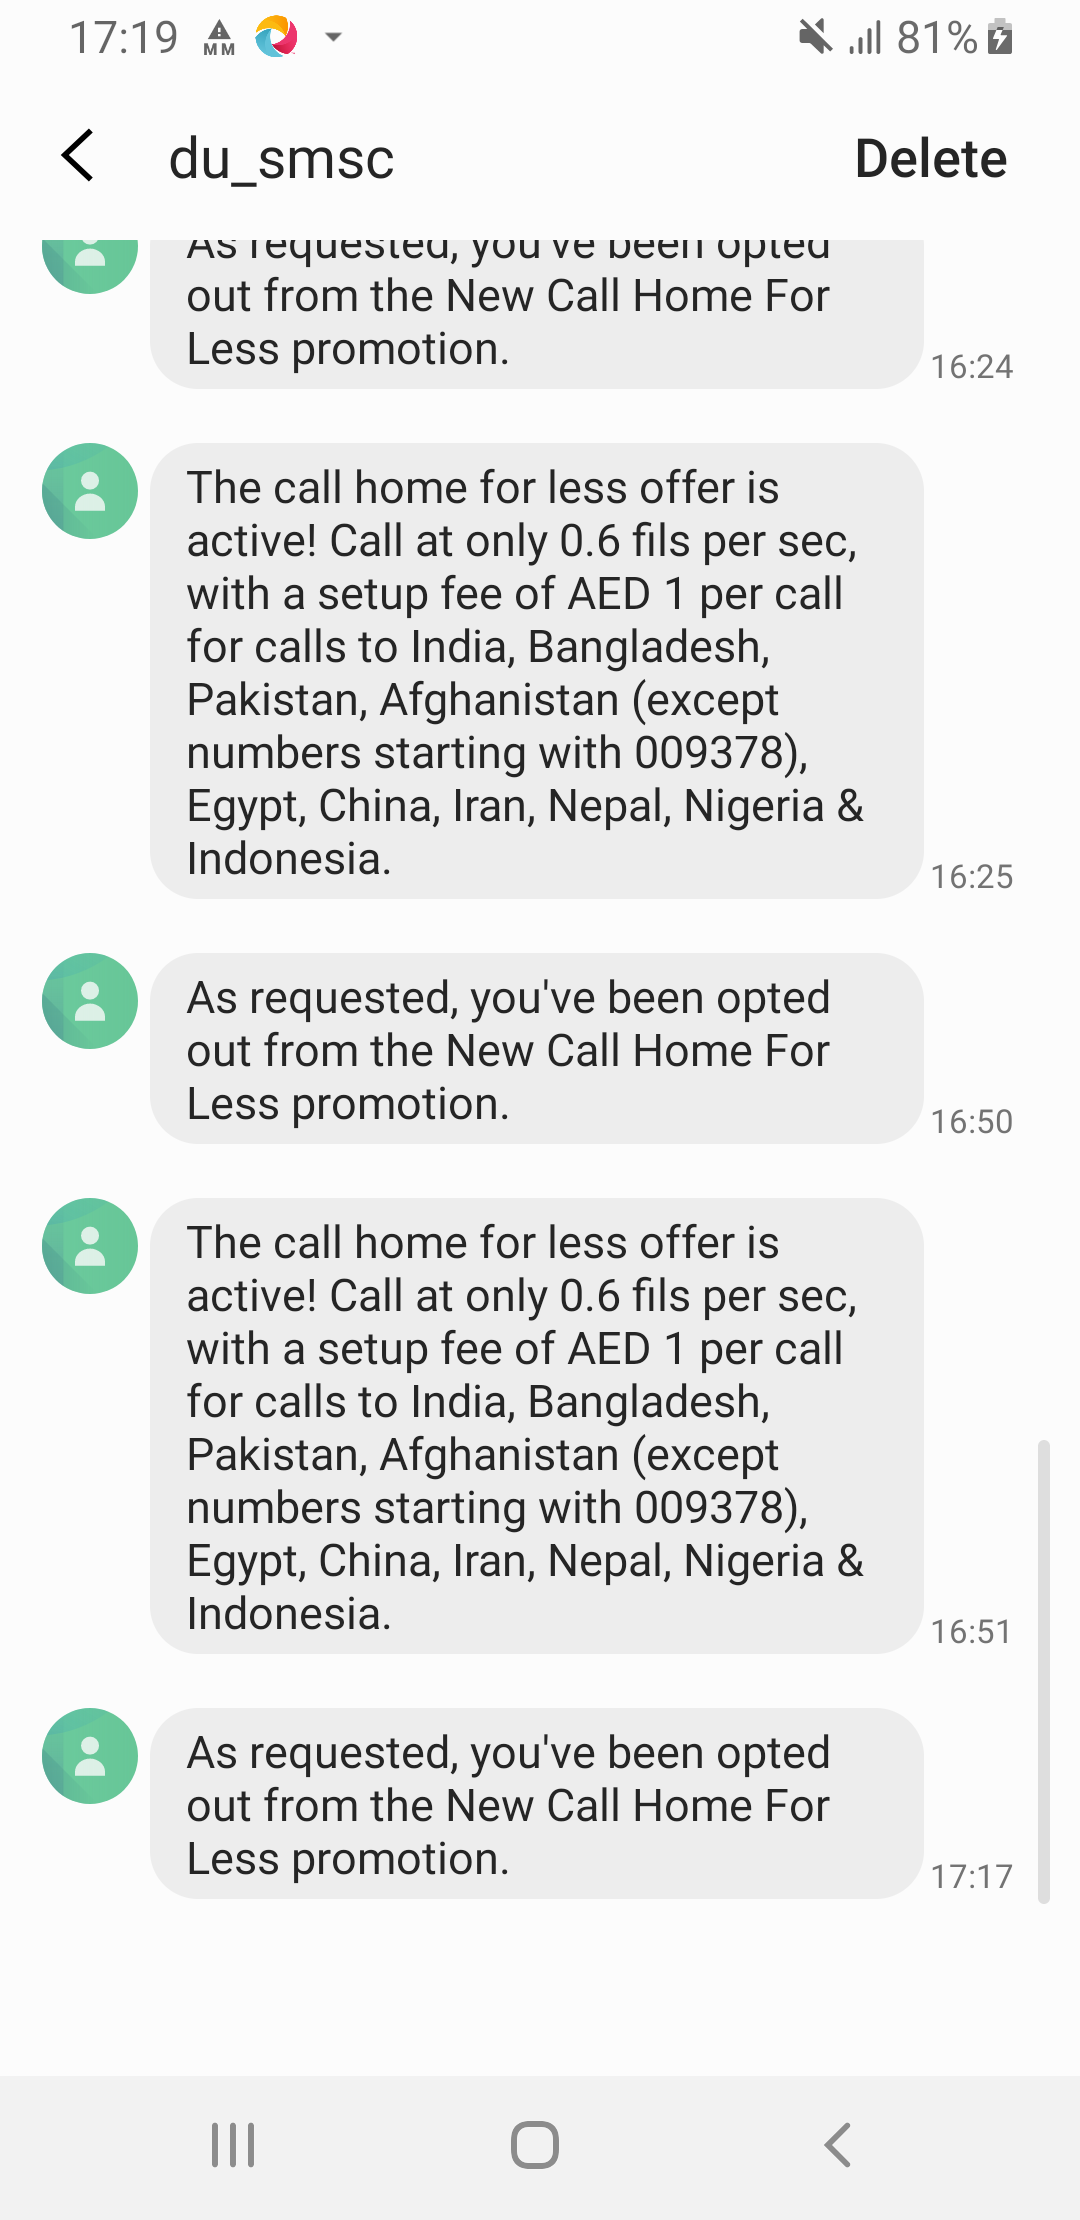 17:19
MM
81%
du_smsc
Delete
As requested, you've been opted
out from the New Call Home For
Less promotion.
16:24
The call home for less offer is
active! Call at only 0.6 fils per sec,
with a setup fee of AED 1 per call
for calls to India, Bangladesh,
Pakistan, Afghanistan (except
numbers starting with 009378),
Egypt, China, Iran, Nepal, Nigeria &
Indonesia.
16:25
As requested, you've been opted
out from the New Call Home For
Less promotion.
16:50
The call home for less offer is
active! Call at only 0.6 fils per sec,
with a setup fee of AED 1 per call
for calls to India, Bangladesh,
Pakistan, Afghanistan (except
numbers starting with 009378),
Egypt, China, Iran, Nepal, Nigeria &
Indonesia.
16:51
As requested, you've been opted
out from the New Call Home For
Less promotion.
17:17